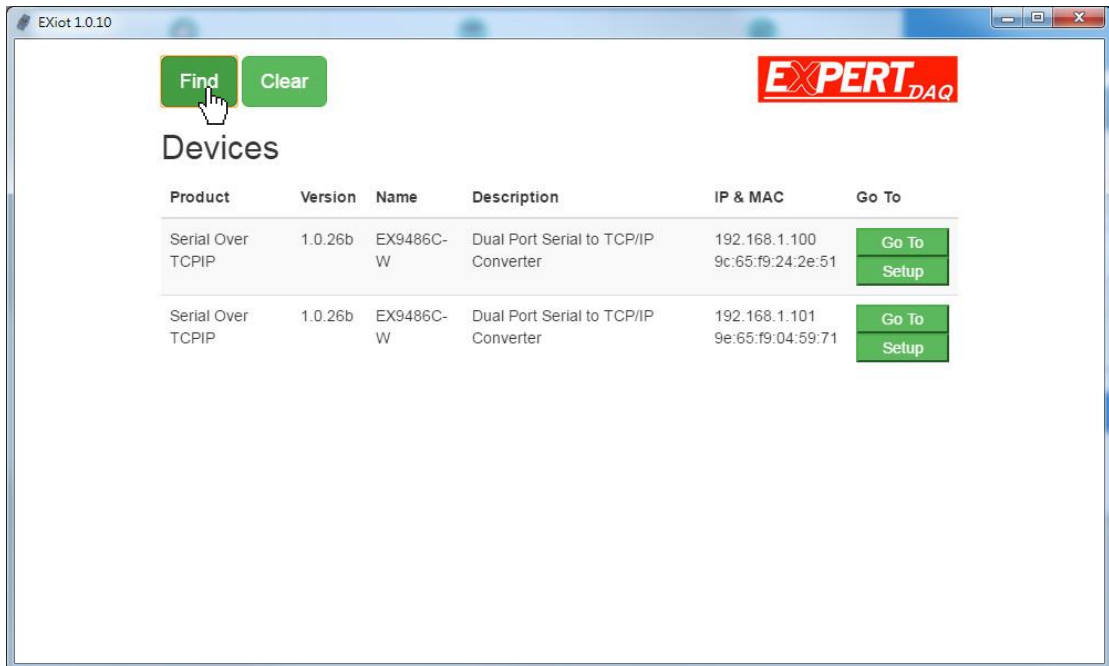 EXiot 1.0.10
Find Clear
EXPERT DAQ
Devices
Product Version Name Description IP & MAC Go To
Serial Over 1.0.26b EX9486C- Dual Port Serial to TCP/IP 192.168.1.100 Go To
TCPIP W Converter 9c:65:f9:24:2e:51 Setup
Serial Over 1.0.26b EX9486C- Dual Port Serial to TCP/IP 192.168.1.101 Go To
TCPIP W Converter 9e:65:f9:04:59:71 Setup